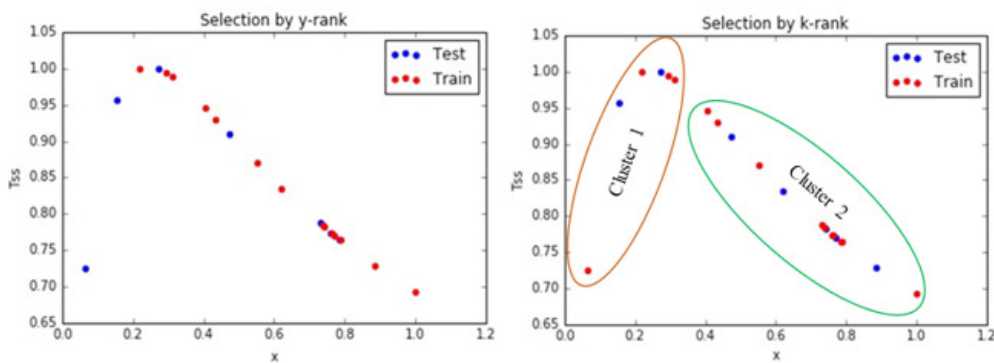 Selection by y-rank
1.05
1.00
0.95
0.90
0.85
0.80
0.75
0.70
0.65
Tss
Test
Train
0.0 0.2 0.4 0.6 0.8 1.0 1.2
x
Selection by k-rank
1.05
1.00
0.95
0.90
0.85
0.80
0.75
0.70
0.65
Tss
Test
Train
Cluster 1
Cluster 2
0.0 0.2 0.4 0.6 0.8 1.0 1.2
x